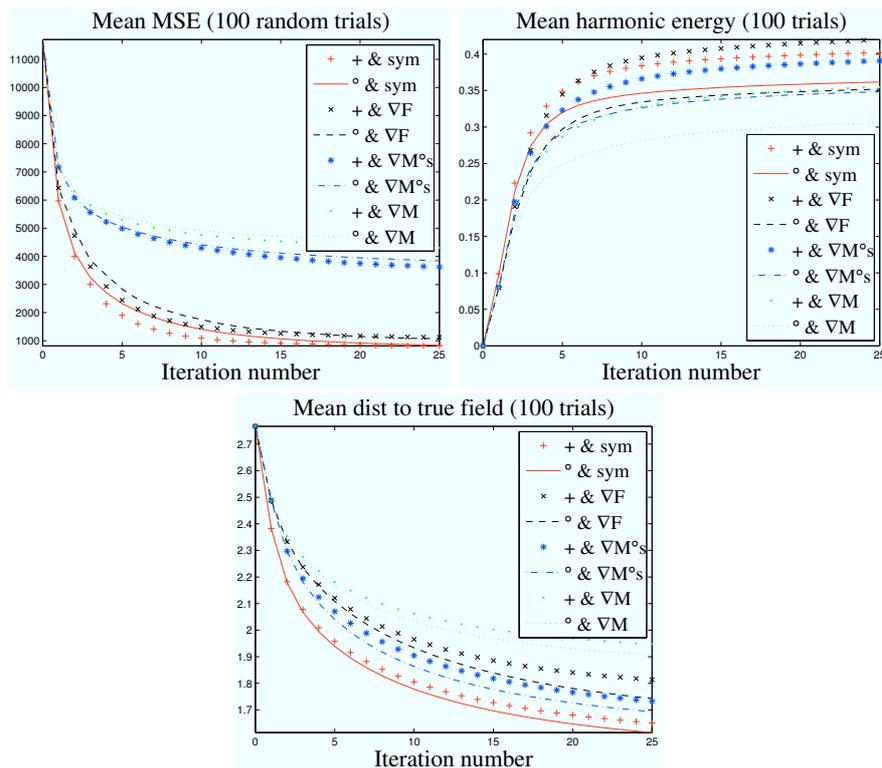 Mean MSE (100 random trials)
11000
10000
9000
8000
7000
6000
5000
4000
3000
2000
1000
0 5 10 15 20 25
Iteration number
+ & sym
° & sym
+ & ∇F
° & ∇F
+ & ∇M°s
° & ∇M°s
+ & ∇M
° & ∇M
Mean harmonic energy (100 trials)
0.4
0.35
0.3
0.25
0.2
0.15
0.1
0.05
0
0 5 10 15 20 25
Iteration number
+ & sym
° & sym
+ & ∇F
° & ∇F
+ & ∇M°s
° & ∇M°s
+ & ∇M
° & ∇M
Mean dist to true field (100 trials)
2.7
2.6
2.5
2.4
2.3
2.2
2.1
2
1.9
1.8
1.7
0 5 10 15 20 25
Iteration number
+ & sym
° & sym
+ & ∇F
° & ∇F
+ & ∇M°s
° & ∇M°s
+ & ∇M
° & ∇M